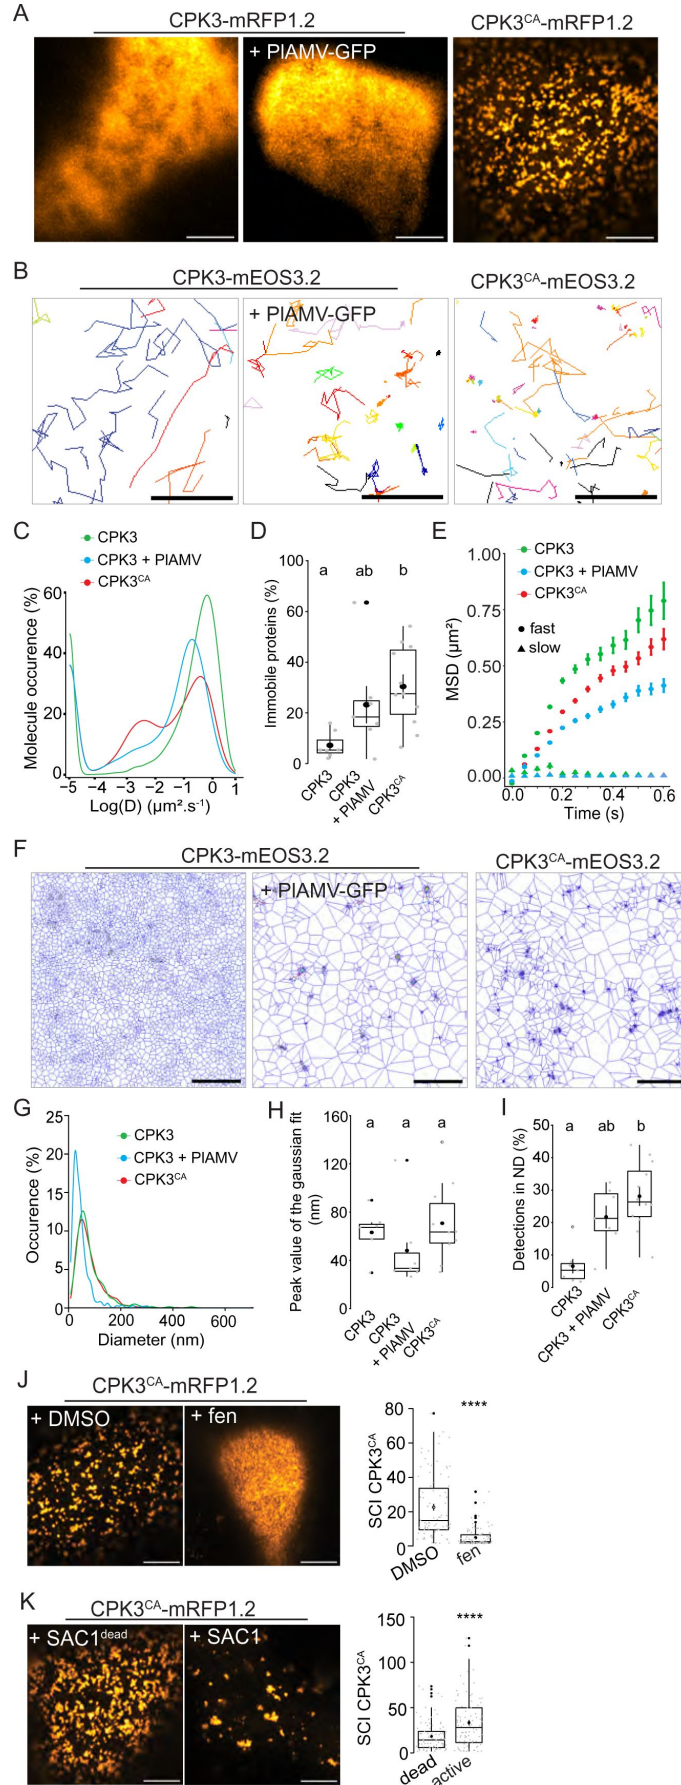 A
CPK3-mRFP1.2
CPK3CA-mRFP1.2
+ PlAMV-GFP
B
CPK3-mEOS3.2
CPK3CA-mEOS3.2
+ PlAMV-GFP
C
CPK3
CPK3 + PlAMV
CPK3CA
Molecule occurence (%)
60
40
20
0
−5 −4 −3 −2 −1 0 1
Log(D) (µm².s-1)
D
Immobile proteins (%)
100
80
60
40
20
0
a ab b
CPK3
CPK3 + PlAMV
CPK3CA
E
CPK3
CPK3 + PlAMV
CPK3CA
fast
slow
MSD (µm²)
1.00
0.75
0.50
0.25
0.00
0.0 0.2 0.4 0.6
Time (s)
F
CPK3-mEOS3.2
CPK3CA-mEOS3.2
+ PlAMV-GFP
G
CPK3
CPK3 + PlAMV
CPK3CA
Occurence (%)
25
20
15
10
5
0
0 200 400 600
Diameter (nm)
H
Peak value of the gaussian fit (nm)
160
120
80
40
0
a a a
CPK3
CPK3 + PlAMV
CPK3CA
I
Detections in ND (%)
50
40
30
20
10
0
a ab b
CPK3
CPK3 + PlAMV
CPK3CA
J
CPK3CA-mRFP1.2
+ DMSO
+ fen
SCI CPK3CA
80
60
40
20
0
****
DMSO
fen
K
CPK3CA-mRFP1.2
+ SAC1dead
+ SAC1
SCI CPK3CA
150
100
50
0
****
dead
active